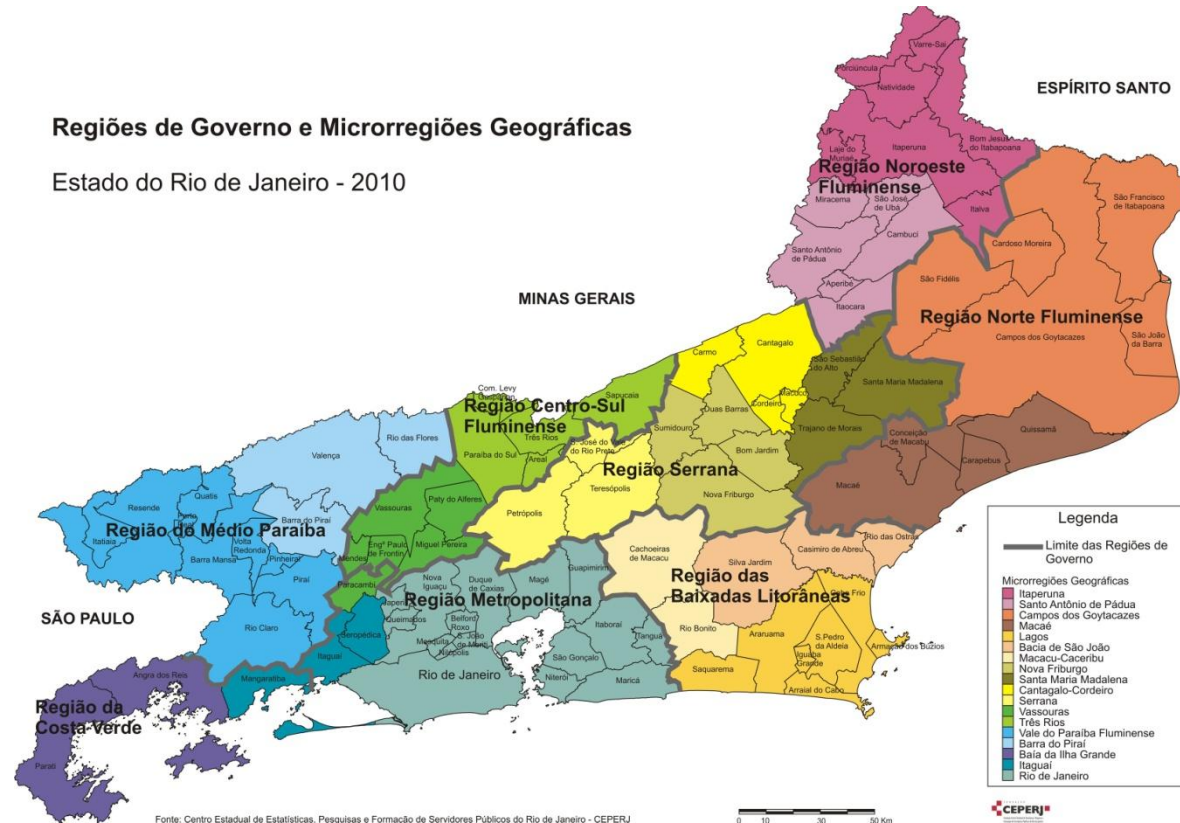 Regiões de Governo e Microrregiões Geográficas
Estado do Rio de Janeiro - 2010
ESPÍRITO SANTO
MINAS GERAIS
SÃO PAULO
Varre-Sai
Porciúncula
Natividade
Bom Jesus
do Itabapoana
Laje do
Muriaé
Itaperuna
Região Noroeste
Fluminense
Miracema
São José
de Ubá
Italva
Cambuci
Santo Antônio
de Pádua
Aperibé
Itaocara
São Francisco
de Itabapoana
Cardoso Moreira
São Fidélis
Região Norte Fluminense
Campos dos Goytacazes
São João
da Barra
Carmo
Cantagalo
São Sebastião
do Alto
Santa Maria Madalena
Macuco
Cordeiro
Duas Barras
Sumidouro
Trajano de Morais
Bom Jardim
Região Serrana
Nova Friburgo
Conceição
de Macabu
Quissamã
Carapebus
Macaé
Com. Levy
Sapucaia
Região Centro-Sul
Fluminense
Três Rios
Paraíba do Sul
Areal
S. José do Vale
do Rio Preto
Teresópolis
Petrópolis
Rio das Flores
Valença
Vassouras
Paty do Alferes
Engº Paulo
de Frontin
Miguel Pereira
Mendes
Paracambi
Quatis
Resende
Porto
Itatiaia
Região do Médio Paraíba
Barra do Piraí
Volta
Redonda
Barra Mansa
Pinheiral
Piraí
Rio Claro
Angra dos Reis
Mangaratiba
Região da
Costa Verde
Parati
Seropédica
Itaguaí
Nova
Iguaçu
Duque
de Caxias
Magé
Guapimirim
Região Metropolitana
Queimados
Belford
Roxo
Mesquita
S. João
Nilópolis
Rio de Janeiro
Itaboraí
Tanguá
São Gonçalo
Niterói
Maricá
Cachoeiras
de Macacu
Rio Bonito
Silva Jardim
Casimiro de Abreu
Rio das Ostras
Região das
Baixadas Litorâneas
Cabo Frio
Araruama
S.Pedro
da Aldeia
Armação dos Búzios
Iguaba
Grande
Saquarema
Arraial do Cabo
Legenda
Limite das Regiões de
Governo
Microrregiões Geográficas
Itaperuna
Santo Antônio de Pádua
Campos dos Goytacazes
Macaé
Lagos
Bacia de São João
Macacu-Caceribu
Nova Friburgo
Santa Maria Madalena
Cantagalo-Cordeiro
Serrana
Vassouras
Três Rios
Vale do Paraíba Fluminense
Barra do Piraí
Baía da Ilha Grande
Itaguaí
Rio de Janeiro
CEPERJ
0 10 20 30 50 Km
Fonte: Centro Estadual de Estatísticas, Pesquisas e Formação de Servidores Públicos do Rio de Janeiro - CEPERJ